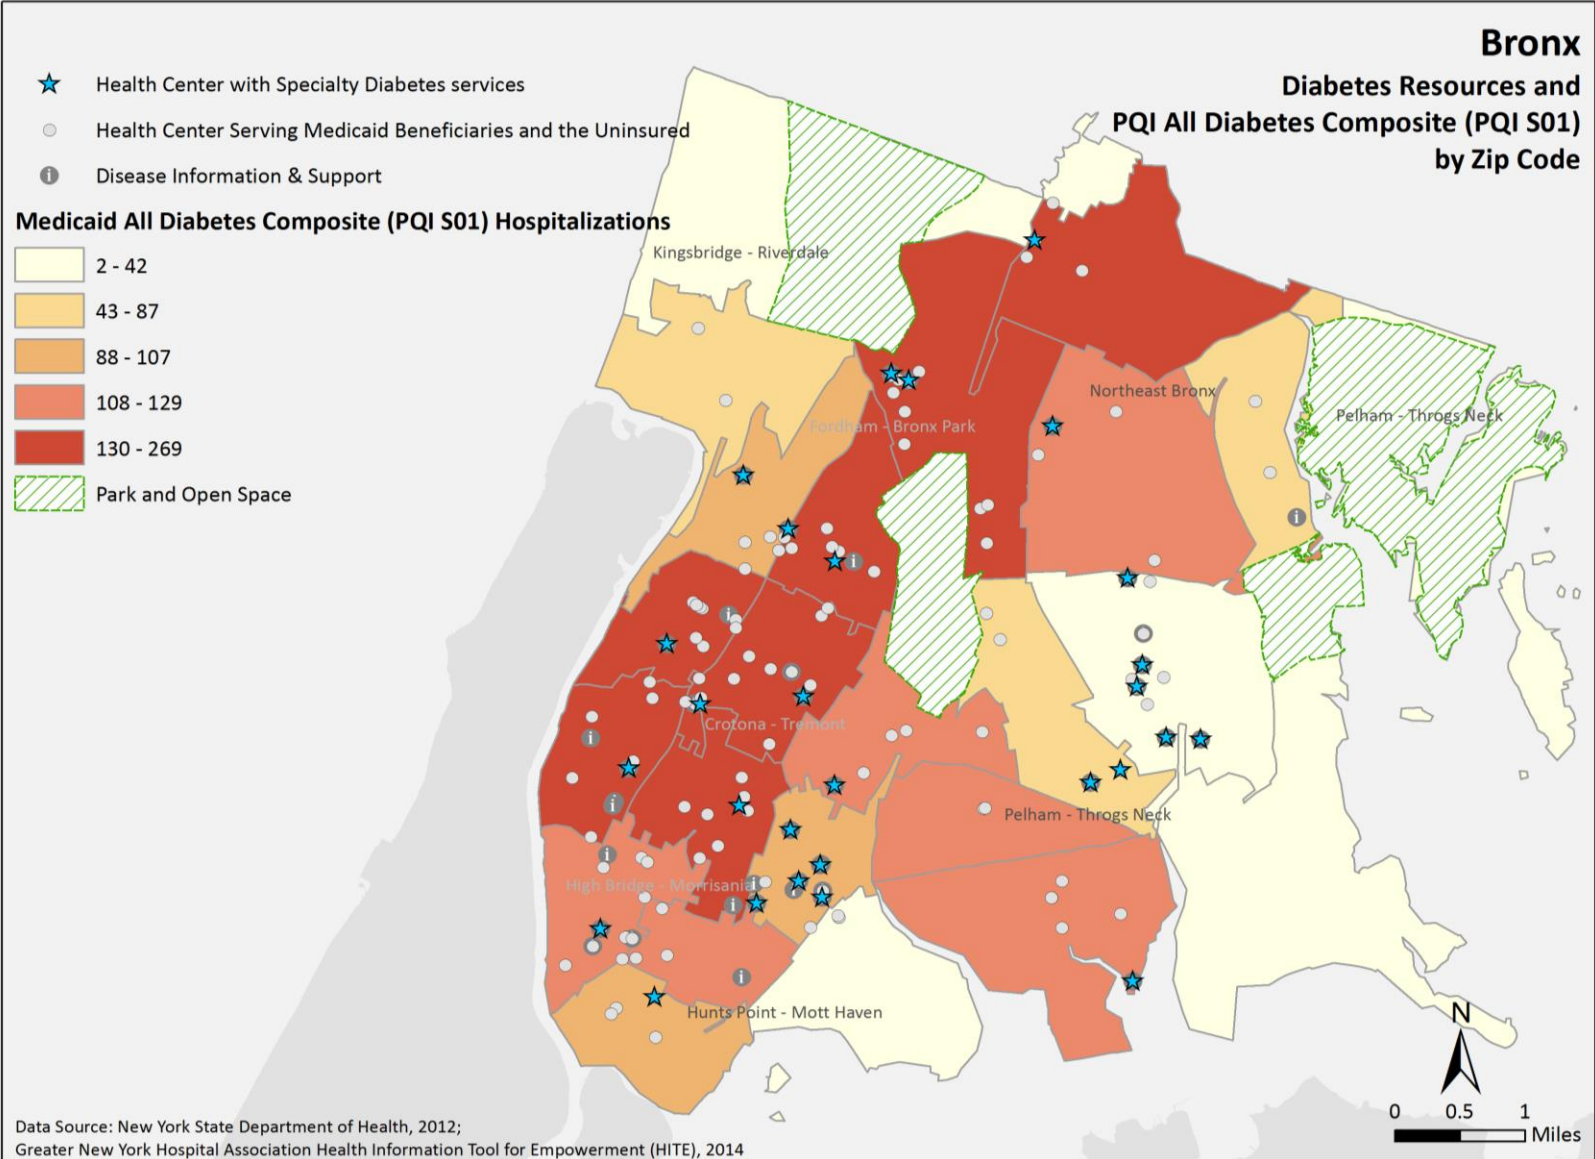 Bronx
Diabetes Resources and
PQI All Diabetes Composite (PQI S01)
by Zip Code
Health Center with Specialty Diabetes services
Health Center Serving Medicaid Beneficiaries and the Uninsured
i Disease Information & Support
Medicaid All Diabetes Composite (PQI S01) Hospitalizations
2 - 42
43 - 87
88 - 107
108 - 129
130 - 269
Park and Open Space
Kingsbridge - Riverdale
Northeast Bronx
Pelham - Throgs Neck
Fordham - Bronx Park
Crotona - Tremont
Pelham - Throgs Neck
High Bridge - Morrisania
Hunts Point - Mott Haven
N
0 0.5 1
Miles
Data Source: New York State Department of Health, 2012;
Greater New York Hospital Association Health Information Tool for Empowerment (HITE), 2014